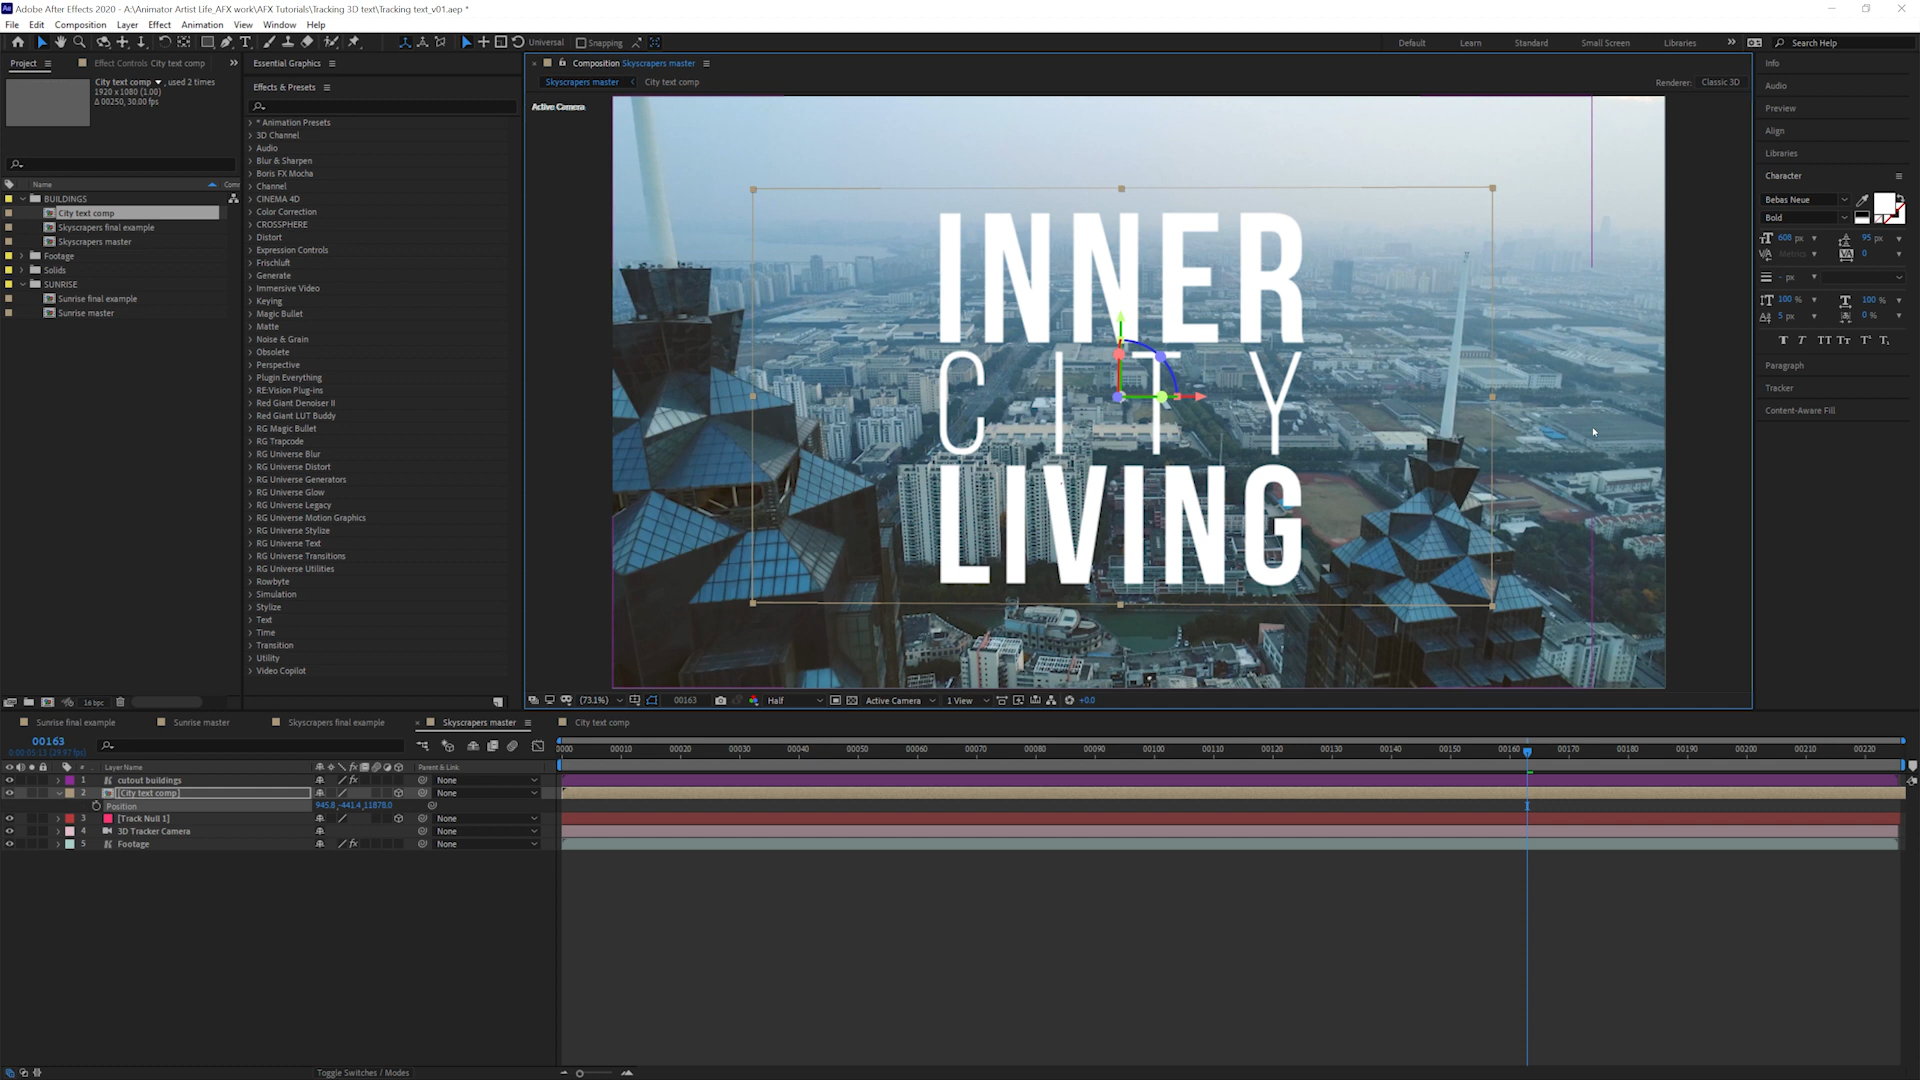 Adobe After Effects 2020 - A:\Animator Artist Life_AFX work\AFX Tutorials\Tracking 3D text\Tracking text_v01.aep *
File Edit Composition Layer Effect Animation View Window Help
Universal Snapping Default Learn Standard Small Screen Libraries Search Help
Project Effect Controls City text comp
City text comp , used 2 times
1920 x 1080 (1.00)
Δ 00250, 30.00 fps
Name
BUILDINGS
City text comp
Skyscrapers final example
Skyscrapers master
Footage
Solids
SUNRISE
Sunrise final example
Sunrise master
16 bpc
Essential Graphics
Effects & Presets
* Animation Presets
3D Channel
Audio
Blur & Sharpen
Boris FX Mocha
Channel
CINEMA 4D
Color Correction
CROSSPHERE
Distort
Expression Controls
Frischluft
Generate
Immersive Video
Keying
Magic Bullet
Matte
Noise & Grain
Obsolete
Perspective
Plugin Everything
RE:Vision Plug-ins
Red Giant Denoiser II
Red Giant LUT Buddy
RG Magic Bullet
RG Trapcode
RG Universe Blur
RG Universe Distort
RG Universe Generators
RG Universe Glow
RG Universe Legacy
RG Universe Motion Graphics
RG Universe Stylize
RG Universe Text
RG Universe Transitions
RG Universe Utilities
Rowbyte
Simulation
Stylize
Text
Time
Transition
Utility
Video Copilot
Composition Skyscrapers master
Skyscrapers master City text comp
Renderer: Classic 3D
Active Camera
INNER
CITY
LIVING
(73.1%) 00163 Half Active Camera 1 View +0.0
Info
Audio
Preview
Align
Libraries
Character
Bebas Neue
Bold
608 px 95 px
Metrics 0
- px
100 % 100 %
5 px 0 %
Paragraph
Tracker
Content-Aware Fill
Sunrise final example Sunrise master Skyscrapers final example Skyscrapers master City text comp
00163
0:00:05:13 (29.97 fps)
0000 00010 00020 00030 00040 00050 00060 00070 00080 00090 00100 00110 00120 00130 00140 00150 00160 00170 00180 00190 00200 00210 00220
# Layer Name Parent & Link
1 cutout buildings None
2 [City text comp] None
Position 945.8,-441.4,11878.0
3 [Track Null 1] None
4 3D Tracker Camera None
5 Footage None
Toggle Switches / Modes